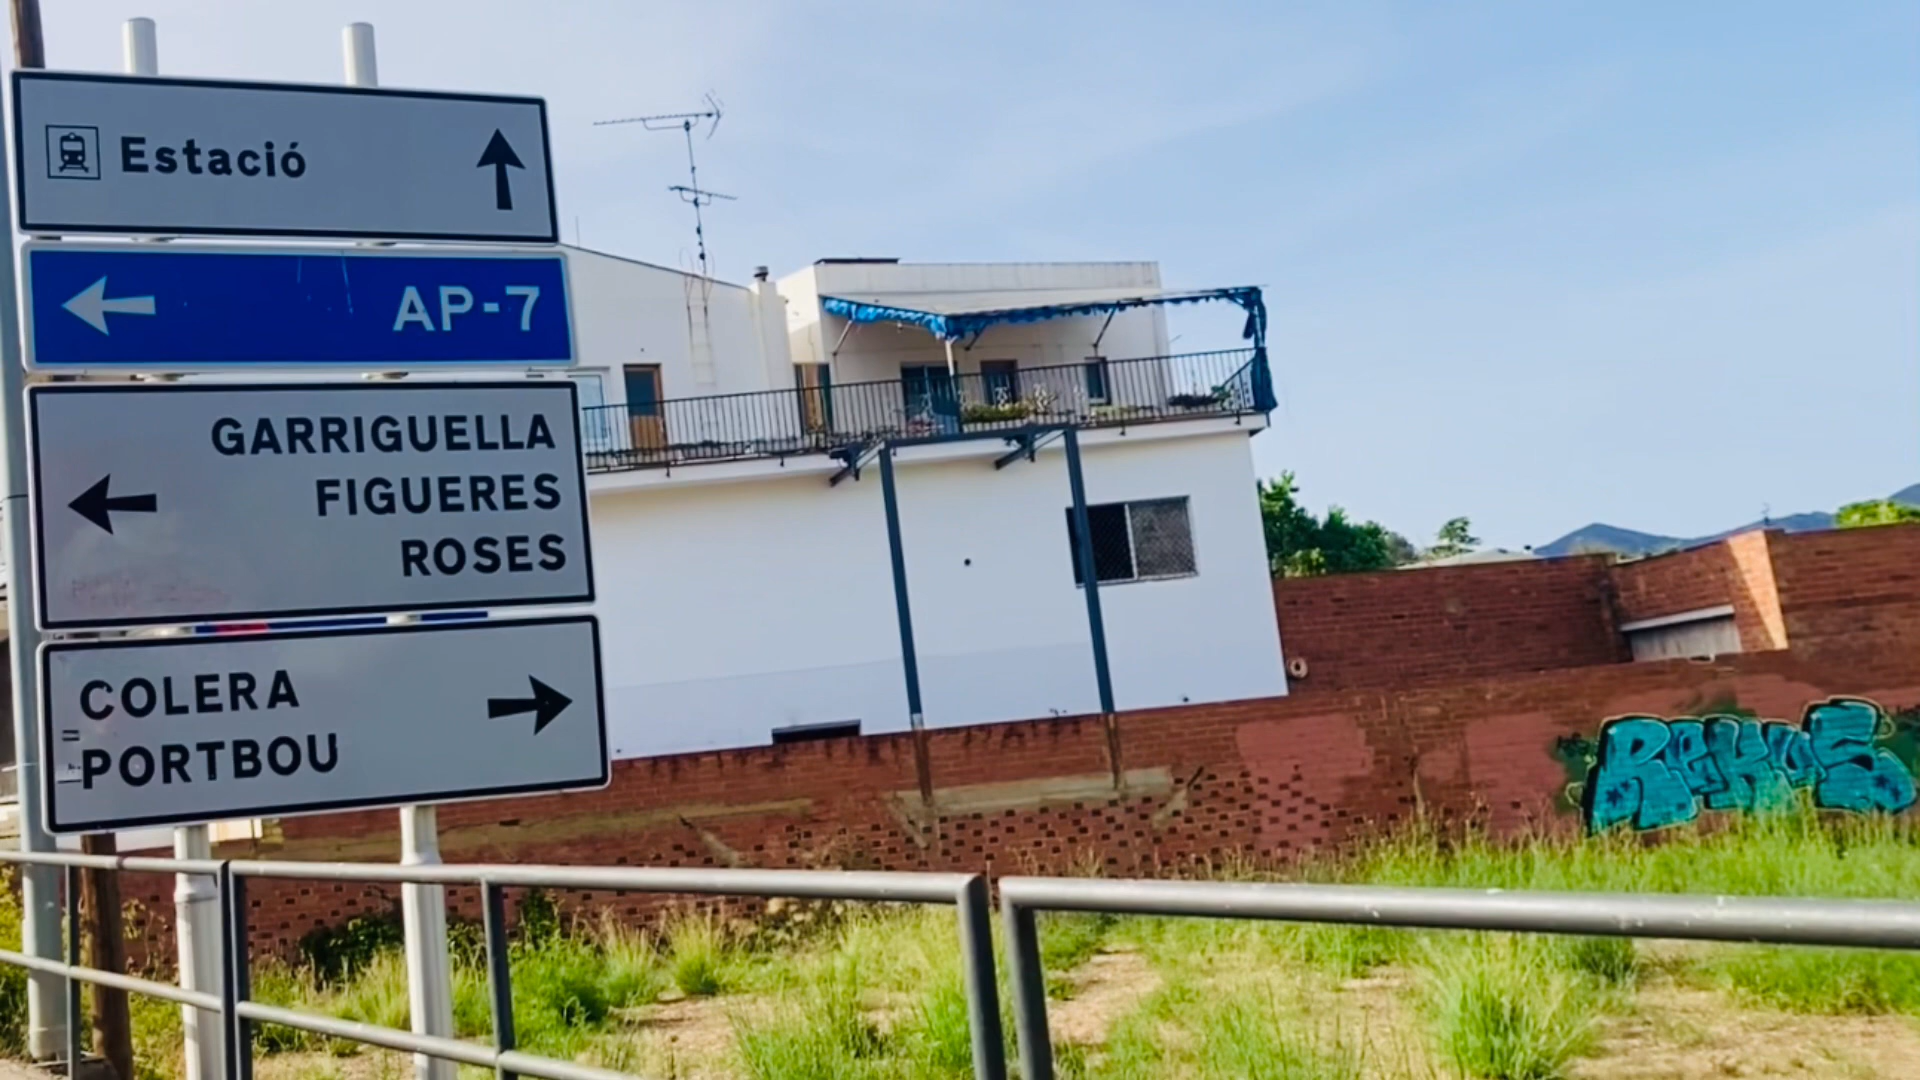 Estació
AP-7
GARRIGUELLA
FIGUERES
ROSES
COLERA
PORTBOU